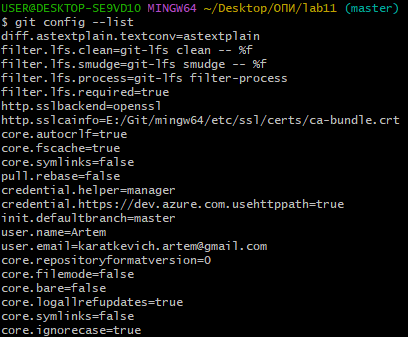 USER@DESKTOP-SE9VD1O MINGW64 ~/Desktop/ОПИ/lab11 (master)
$ git config --list
diff.astextplain.textconv=astextplain
filter.lfs.clean=git-lfs clean -- %f
filter.lfs.smudge=git-lfs smudge -- %f
filter.lfs.process=git-lfs filter-process
filter.lfs.required=true
http.sslbackend=openssl
http.sslcainfo=E:/Git/mingw64/etc/ssl/certs/ca-bundle.crt
core.autocrlf=true
core.fscache=true
core.symlinks=false
pull.rebase=false
credential.helper=manager
credential.https://dev.azure.com.usehttppath=true
init.defaultbranch=master
user.name=Artem
user.email=karatkevich.artem@gmail.com
core.repositoryformatversion=0
core.filemode=false
core.bare=false
core.logallrefupdates=true
core.symlinks=false
core.ignorecase=true